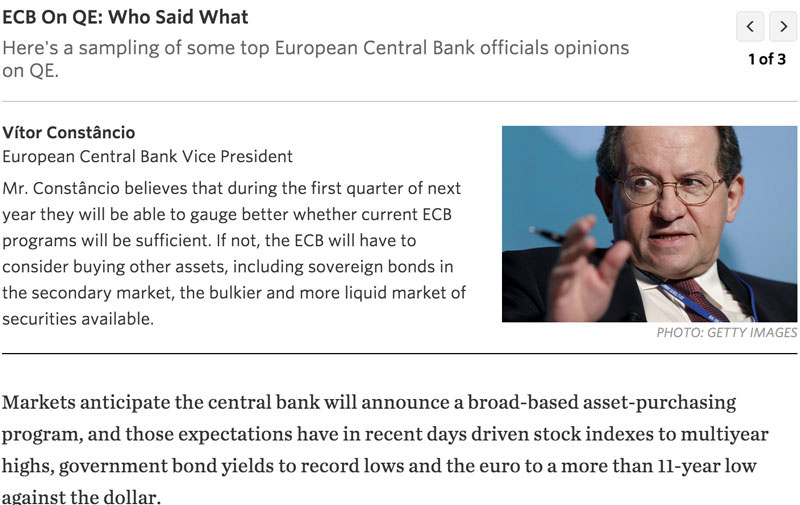 ECB On QE: Who Said What
Here's a sampling of some top European Central Bank officials opinions
on QE.
1 of 3
Vítor Constâncio
European Central Bank Vice President
Mr. Constâncio believes that during the first quarter of next
year they will be able to gauge better whether current ECB
programs will be sufficient. If not, the ECB will have to
consider buying other assets, including sovereign bonds in
the secondary market, the bulkier and more liquid market of
securities available.
PHOTO: GETTY IMAGES
Markets anticipate the central bank will announce a broad-based asset-purchasing
program, and those expectations have in recent days driven stock indexes to multiyear
highs, government bond yields to record lows and the euro to a more than 11-year low
against the dollar.